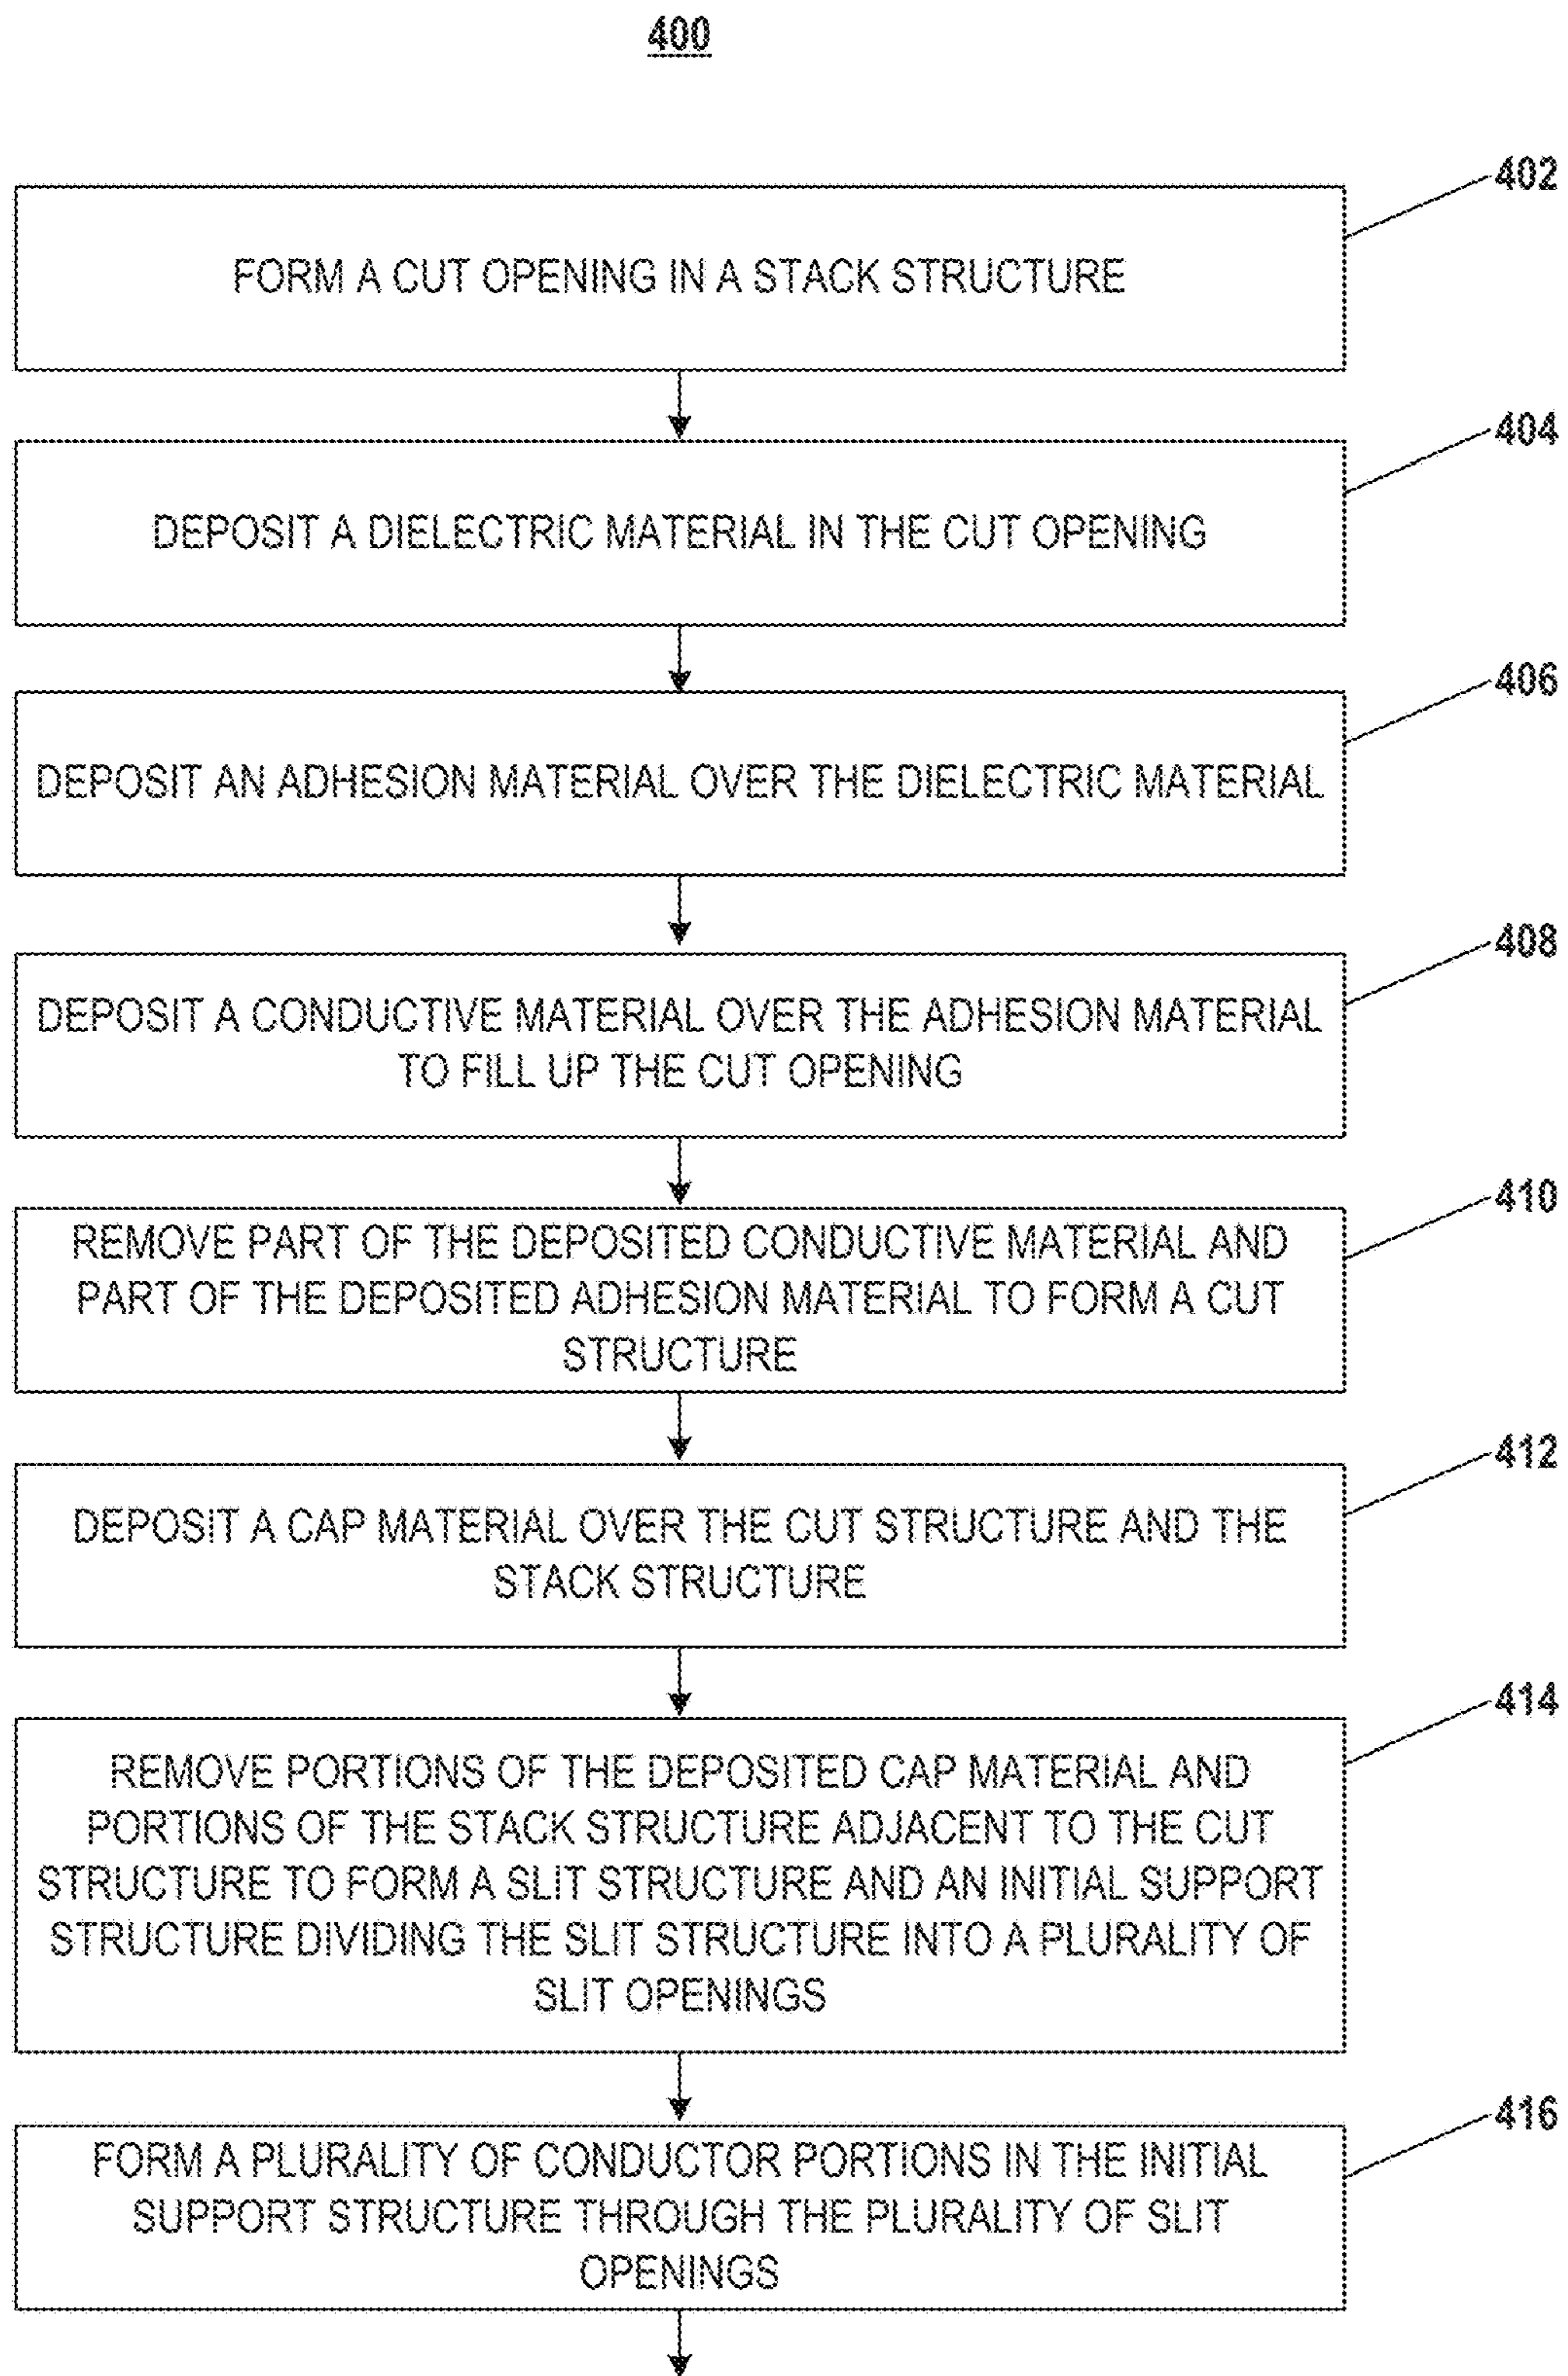 400
402
FORM A CUT OPENING IN A STACK STRUCTURE
404
DEPOSIT A DIELECTRIC MATERIAL IN THE CUT OPENING
406
DEPOSIT AN ADHESION MATERIAL OVER THE DIELECTRIC MATERIAL
408
DEPOSIT A CONDUCTIVE MATERIAL OVER THE ADHESION MATERIAL
TO FILL UP THE CUT OPENING
410
REMOVE PART OF THE DEPOSITED CONDUCTIVE MATERIAL AND
PART OF THE DEPOSITED ADHESION MATERIAL TO FORM A CUT
STRUCTURE
412
DEPOSIT A CAP MATERIAL OVER THE CUT STRUCTURE AND THE
STACK STRUCTURE
414
REMOVE PORTIONS OF THE DEPOSITED CAP MATERIAL AND
PORTIONS OF THE STACK STRUCTURE ADJACENT TO THE CUT
STRUCTURE TO FORM A SLIT STRUCTURE AND AN INITIAL SUPPORT
STRUCTURE DIVIDING THE SLIT STRUCTURE INTO A PLURALITY OF
SLIT OPENINGS
416
FORM A PLURALITY OF CONDUCTOR PORTIONS IN THE INITIAL
SUPPORT STRUCTURE THROUGH THE PLURALITY OF SLIT
OPENINGS